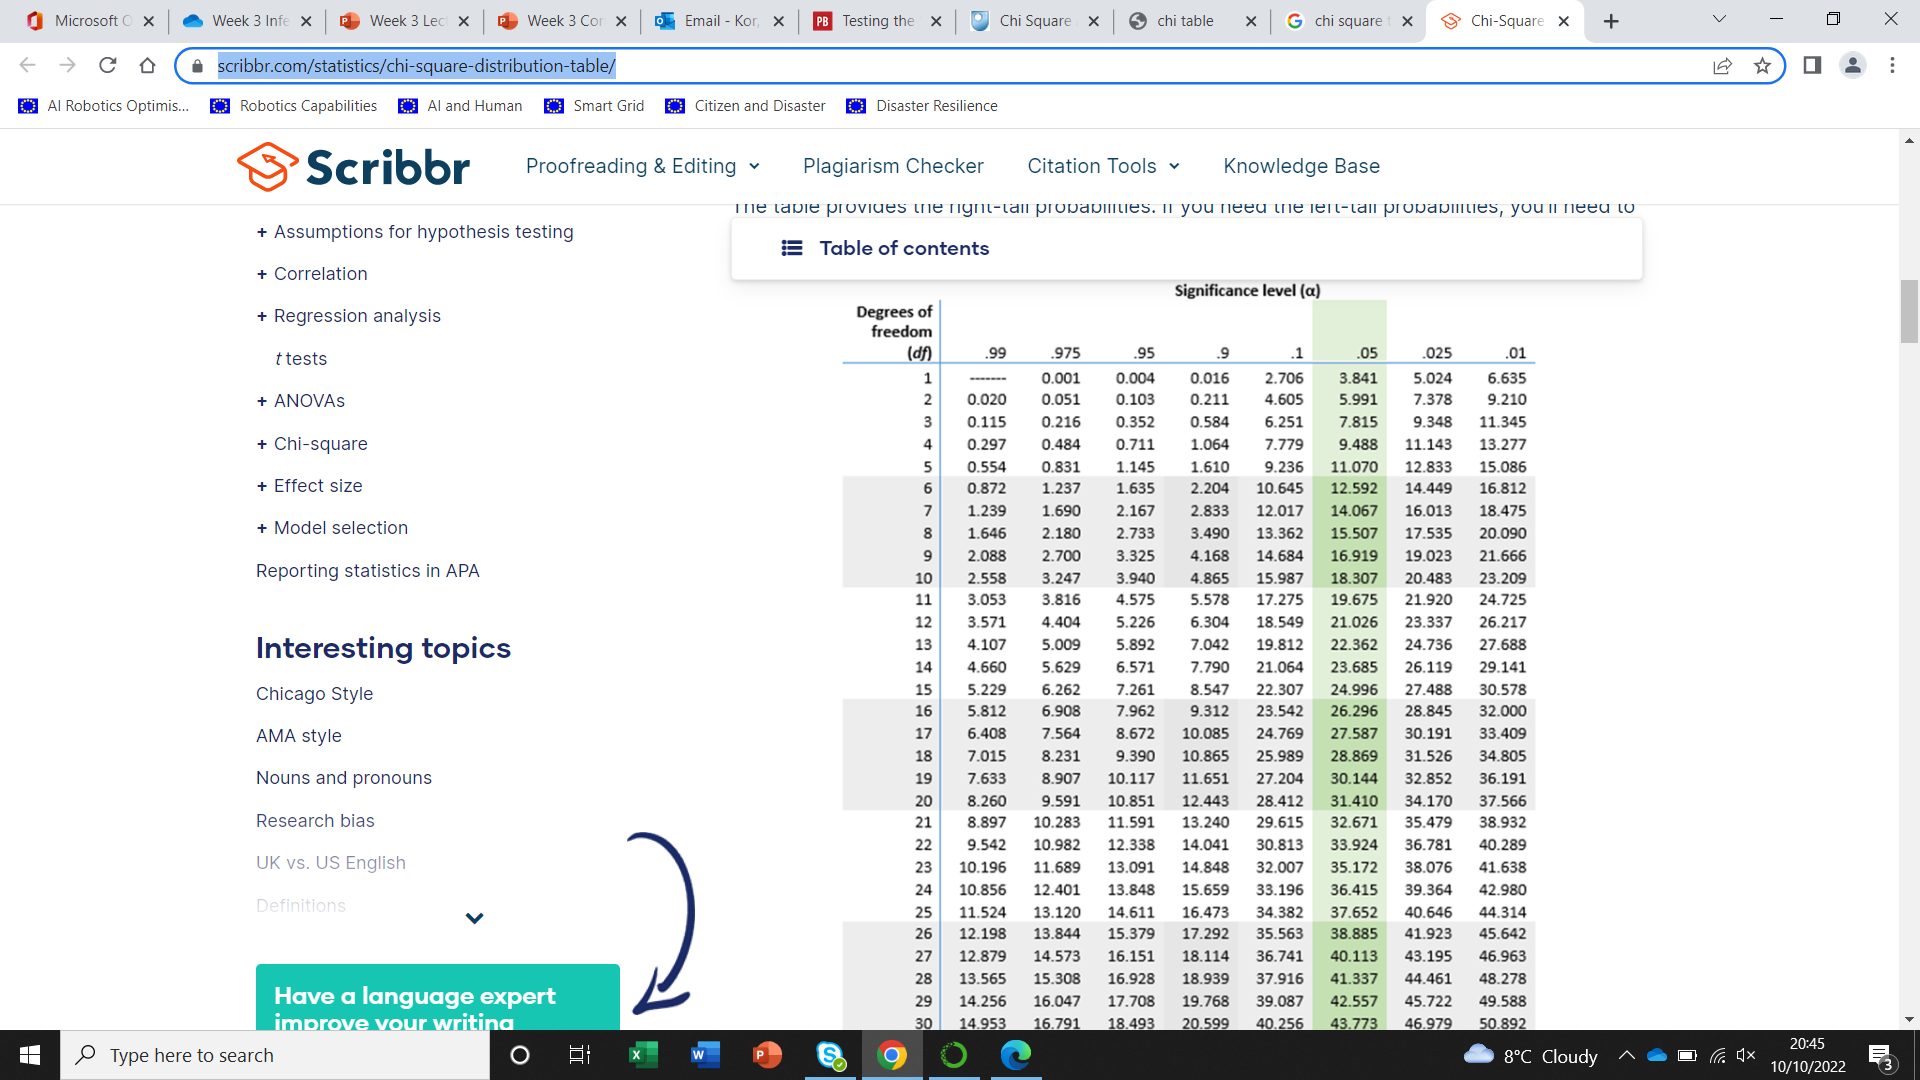 Microsoft O
Week 3 Infe
Week 3 Lect
Week 3 Con
Email - Kor,
Testing the
Chi Square
chi table
chi square t
Chi-Square
scribbr.com/statistics/chi-square-distribution-table/
AI Robotics Optimis...
Robotics Capabilities
AI and Human
Smart Grid
Citizen and Disaster
Disaster Resilience
Scribbr
Proofreading & Editing
Plagiarism Checker
Citation Tools
Knowledge Base
The table provides the right-tail probabilities. If you need the left-tail probabilities, you'll need to
Table of contents
+ Assumptions for hypothesis testing
+ Correlation
+ Regression analysis
t tests
+ ANOVAs
+ Chi-square
+ Effect size
+ Model selection
Reporting statistics in APA
Interesting topics
Chicago Style
AMA style
Nouns and pronouns
Research bias
UK vs. US English
Definitions
Have a language expert
improve your writing
Significance level (α)
Degrees of
freedom
(df) .99 .975 .95 .9 .1 .05 .025 .01
1 ------- 0.001 0.004 0.016 2.706 3.841 5.024 6.635
2 0.020 0.051 0.103 0.211 4.605 5.991 7.378 9.210
3 0.115 0.216 0.352 0.584 6.251 7.815 9.348 11.345
4 0.297 0.484 0.711 1.064 7.779 9.488 11.143 13.277
5 0.554 0.831 1.145 1.610 9.236 11.070 12.833 15.086
6 0.872 1.237 1.635 2.204 10.645 12.592 14.449 16.812
7 1.239 1.690 2.167 2.833 12.017 14.067 16.013 18.475
8 1.646 2.180 2.733 3.490 13.362 15.507 17.535 20.090
9 2.088 2.700 3.325 4.168 14.684 16.919 19.023 21.666
10 2.558 3.247 3.940 4.865 15.987 18.307 20.483 23.209
11 3.053 3.816 4.575 5.578 17.275 19.675 21.920 24.725
12 3.571 4.404 5.226 6.304 18.549 21.026 23.337 26.217
13 4.107 5.009 5.892 7.042 19.812 22.362 24.736 27.688
14 4.660 5.629 6.571 7.790 21.064 23.685 26.119 29.141
15 5.229 6.262 7.261 8.547 22.307 24.996 27.488 30.578
16 5.812 6.908 7.962 9.312 23.542 26.296 28.845 32.000
17 6.408 7.564 8.672 10.085 24.769 27.587 30.191 33.409
18 7.015 8.231 9.390 10.865 25.989 28.869 31.526 34.805
19 7.633 8.907 10.117 11.651 27.204 30.144 32.852 36.191
20 8.260 9.591 10.851 12.443 28.412 31.410 34.170 37.566
21 8.897 10.283 11.591 13.240 29.615 32.671 35.479 38.932
22 9.542 10.982 12.338 14.041 30.813 33.924 36.781 40.289
23 10.196 11.689 13.091 14.848 32.007 35.172 38.076 41.638
24 10.856 12.401 13.848 15.659 33.196 36.415 39.364 42.980
25 11.524 13.120 14.611 16.473 34.382 37.652 40.646 44.314
26 12.198 13.844 15.379 17.292 35.563 38.885 41.923 45.642
27 12.879 14.573 16.151 18.114 36.741 40.113 43.195 46.963
28 13.565 15.308 16.928 18.939 37.916 41.337 44.461 48.278
29 14.256 16.047 17.708 19.768 39.087 42.557 45.722 49.588
30 14.953 16.791 18.493 20.599 40.256 43.773 46.979 50.892
Type here to search
8°C Cloudy
20:45
10/10/2022
3